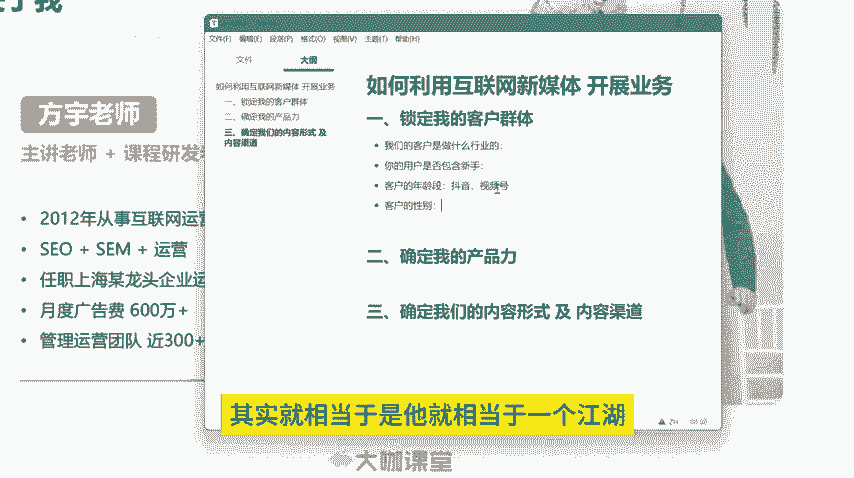 于我
方宇老师
主讲老师 + 课程研发
• 2012年从事互联网运营
• SEO + SEM + 运营
• 任职上海某龙头企业运
• 月度广告费 600万+
• 管理运营团队 近300+
T
文件(F) 编辑(E) 段落(P) 格式(O) 视图(V) 主题(T) 帮助(H)
文件 大纲
如何利用互联网新媒体 开展业务
一、锁定我的客户群体
二、确定我的产品力
三、确定我们的内容形式 及
内容渠道
如何利用互联网新媒体 开展业务
一、锁定我的客户群体
• 我们的客户是做什么行业的：
• 你的用户是否包含新手：
• 客户的年龄段：抖音、视频号
• 客户的性别：
二、确定我的产品力
三、确定我们的内容形式 及 内容渠道
其实就相当于是他就相当于一个江湖
大咖课堂